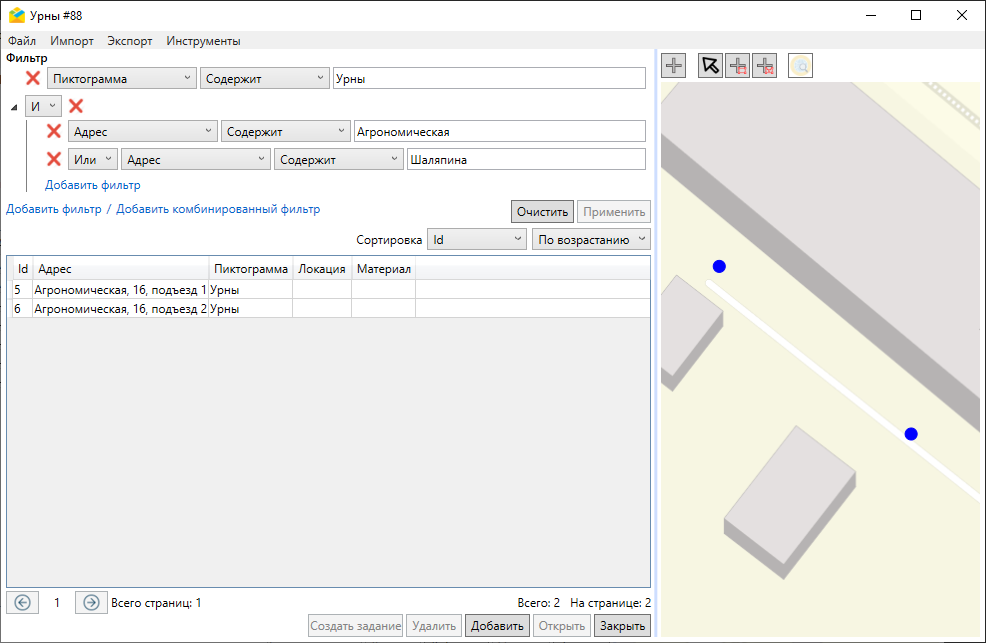 Урны #88
Файл Импорт Экспорт Инструменты
Фильтр
Пиктограмма Содержит Урны
И
Адрес Содержит Агрономическая
Или Адрес Содержит Шаляпина
Добавить фильтр
Добавить фильтр / Добавить комбинированный фильтр
Очистить Применить
Сортировка Id По возрастанию
Id Адрес Пиктограмма Локация Материал
5 Агрономическая, 16, подъезд 1 Урны
6 Агрономическая, 16, подъезд 2 Урны
1 Всего страниц: 1 Всего: 2 На странице: 2
Создать задание Удалить Добавить Открыть Закрыть